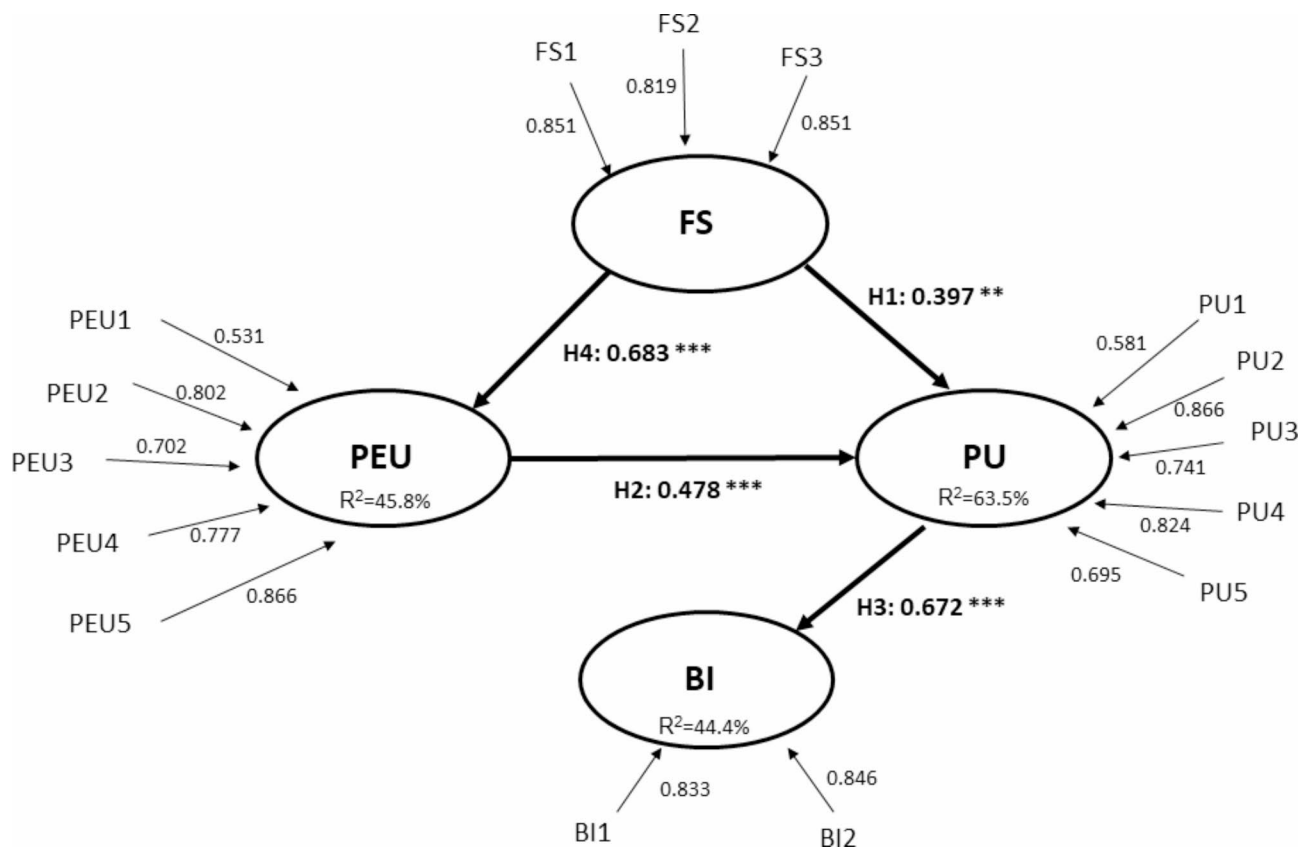 FS2
FS1
FS3
0.819
0.851
0.851
FS
H1: 0.397 **
H4: 0.683 ***
PEU1
0.531
PEU2
0.802
PEU3
0.702
PEU4
0.777
PEU5
0.866
PEU
R²=45.8%
H2: 0.478 ***
PU
R²=63.5%
PU1
0.581
PU2
0.866
PU3
0.741
PU4
0.824
PU5
0.695
H3: 0.672 ***
BI
R²=44.4%
0.833
0.846
BI1
BI2